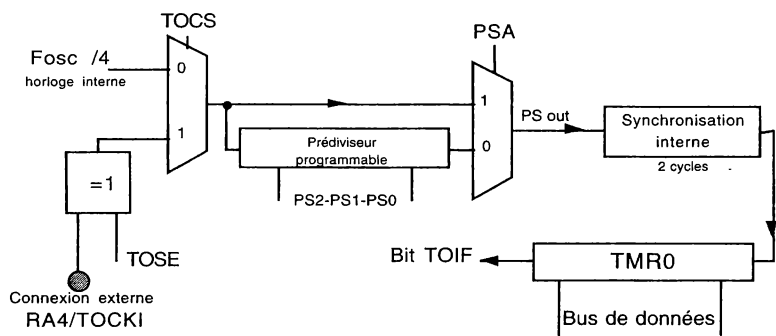 TOCS
PSA
Fosc /4
horloge interne
0
1
1
0
PS out
Synchronisation
interne
2 cycles
Prédiviseur
programmable
PS2-PS1-PS0
=1
TOSE
Connexion externe
RA4/TOCKI
Bit TOIF
TMR0
Bus de données